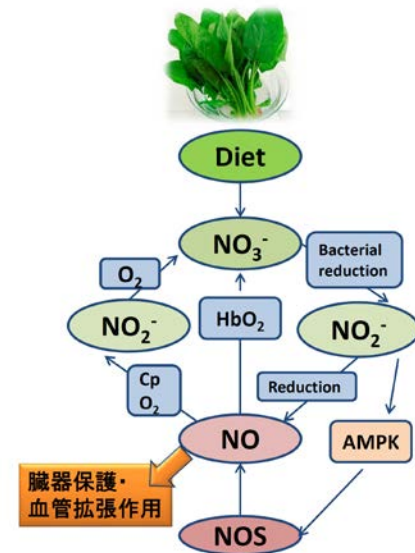 Diet
NO₃⁻
O₂
Bacterial
reduction
NO₂⁻
HbO₂
NO₂⁻
Cp
O₂
Reduction
NO
AMPK
臓器保護・
血管拡張作用
NOS